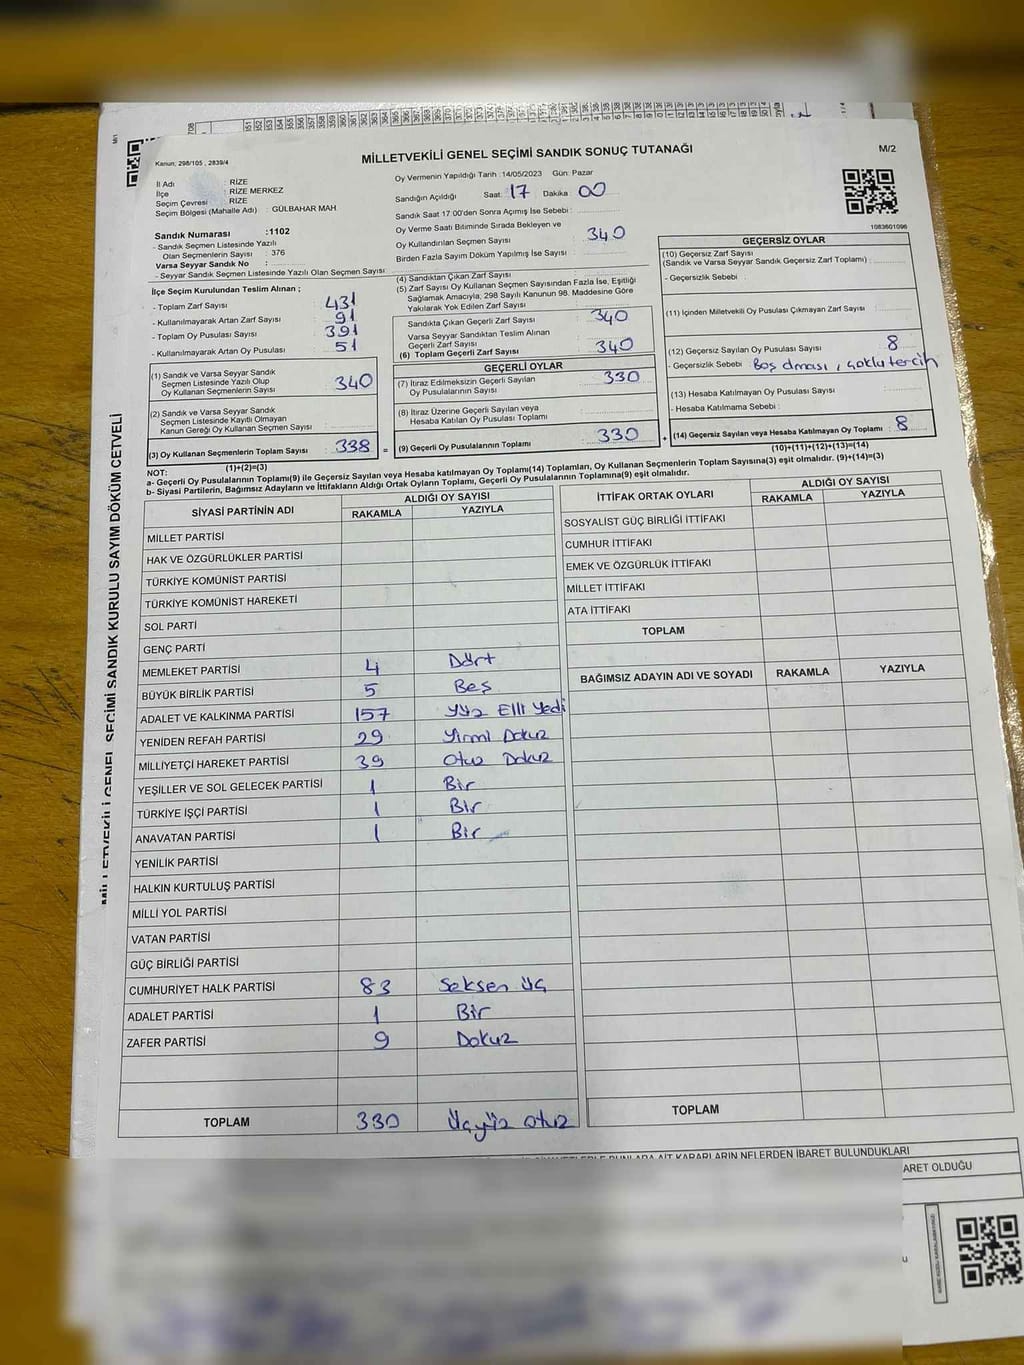 MİLLETVEKİLİ GENEL SEÇİMİ SANDIK SONUÇ TUTANAĞI
M/2
Kanun; 298/105 , 2839/4
İl Adı : RİZE
İlçe : RİZE MERKEZ
Seçim Çevresi : RİZE
Seçim Bölgesi (Mahalle Adı) : GÜLBAHAR MAH
Oy Vermenin Yapıldığı Tarih :14/05/2023 Gün: Pazar
Sandığın Açıldığı Saat: 17 Dakika 00
Sandık Saat 17.00'den Sonra Açımış İse Sebebi :
Oy Verme Saati Bitiminde Sırada Bekleyen ve
Oy Kullandırılan Seçmen Sayısı 340
Birden Fazla Sayım Döküm Yapılmış İse Sayısı :
Sandık Numarası :1102
- Sandık Seçmen Listesinde Yazılı
Olan Seçmenlerin Sayısı : 376
Varsa Seyyar Sandık No :
- Seyyar Sandık Seçmen Listesinde Yazılı Olan Seçmen Sayısı
İlçe Seçim Kurulundan Teslim Alınan ;
- Toplam Zarf Sayısı : 431
- Kullanılmayarak Artan Zarf Sayısı : 91
- Toplam Oy Pusulası Sayısı : 391
- Kullanılmayarak Artan Oy Pusulası : 51
(1) Sandık ve Varsa Seyyar Sandık
Seçmen Listesinde Yazılı Olup
Oy Kullanan Seçmenlerin Sayısı : 340
(2) Sandık ve Varsa Seyyar Sandık
Seçmen Listesinde Kayıtlı Olmayan
Kanun Gereği Oy Kullanan Seçmen Sayısı :
(3) Oy Kullanan Seçmenlerin Toplam Sayısı : 338
(1)+(2)=(3)
(4) Sandıktan Çıkan Zarf Sayısı :
(5) Zarf Sayısı Oy Kullanan Seçmen Sayısından Fazla İse, Eşitliği
Sağlamak Amacıyla, 298 Sayılı Kanunun 98. Maddesine Göre
Yakılarak Yok Edilen Zarf Sayısı :
Sandıkta Çıkan Geçerli Zarf Sayısı : 340
Varsa Seyyar Sandıktan Teslim Alınan
Geçerli Zarf Sayısı :
(6) Toplam Geçerli Zarf Sayısı : 340
GEÇERLİ OYLAR
(7) İtiraz Edilmeksizin Geçerli Sayılan
Oy Pusulalarının Sayısı : 330
(8) İtiraz Üzerine Geçerli Sayılan veya
Hesaba Katılan Oy Pusulası Toplamı :
= (9) Geçerli Oy Pusulalarının Toplamı : 330 +
1083601096
GEÇERSİZ OYLAR
(10) Geçersiz Zarf Sayısı
(Sandık ve Varsa Seyyar Sandık Geçersiz Zarf Toplamı) :
- Geçersizlik Sebebi :
(11) İçinden Milletvekili Oy Pusulası Çıkmayan Zarf Sayısı :
(12) Geçersiz Sayılan Oy Pusulası Sayısı : 8
- Geçersizlik Sebebi : Boş olması , çoklu tercih
(13) Hesaba Katılmayan Oy Pusulası Sayısı :
- Hesaba Katılmama Sebebi :
(14) Geçersiz Sayılan veya Hesaba Katılmayan Oy Toplamı : 8
(10)+(11)+(12)+(13)=(14)
NOT:
a- Geçerli Oy Pusulalarının Toplamı(9) ile Geçersiz Sayılan veya Hesaba katılmayan Oy Toplamı(14) Toplamları, Oy Kullanan Seçmenlerin Toplam Sayısına(3) eşit olmalıdır. (9)+(14)=(3)
b- Siyasi Partilerin, Bağımsız Adayların ve İttifakların Aldığı Ortak Oyların Toplamı, Geçerli Oy Pusulalarının Toplamına(9) eşit olmalıdır.
MİLLETVEKİLİ GENEL SEÇİMİ SANDIK KURULU SAYIM DÖKÜM CETVELİ
SİYASİ PARTİNİN ADI ALDIĞI OY SAYISI
RAKAMLA YAZIYLA
MİLLET PARTİSİ
HAK VE ÖZGÜRLÜKLER PARTİSİ
TÜRKİYE KOMÜNİST PARTİSİ
TÜRKİYE KOMÜNİST HAREKETİ
SOL PARTİ
GENÇ PARTİ
MEMLEKET PARTİSİ 4 Dört
BÜYÜK BİRLİK PARTİSİ 5 Beş
ADALET VE KALKINMA PARTİSİ 157 Yüz Elli Yedi
YENİDEN REFAH PARTİSİ 29 Yirmi Dokuz
MİLLİYETÇİ HAREKET PARTİSİ 39 Otuz Dokuz
YEŞİLLER VE SOL GELECEK PARTİSİ 1 Bir
TÜRKİYE İŞÇİ PARTİSİ 1 Bir
ANAVATAN PARTİSİ 1 Bir
YENİLİK PARTİSİ
HALKIN KURTULUŞ PARTİSİ
MİLLİ YOL PARTİSİ
VATAN PARTİSİ
GÜÇ BİRLİĞİ PARTİSİ
CUMHURİYET HALK PARTİSİ 83 Seksen üç
ADALET PARTİSİ 1 Bir
ZAFER PARTİSİ 9 Dokuz
TOPLAM 330 Üçyüz otuz
İTTİFAK ORTAK OYLARI ALDIĞI OY SAYISI
RAKAMLA YAZIYLA
SOSYALİST GÜÇ BİRLİĞİ İTTİFAKI
CUMHUR İTTİFAKI
EMEK VE ÖZGÜRLÜK İTTİFAKI
MİLLET İTTİFAKI
ATA İTTİFAKI
TOPLAM
BAĞIMSIZ ADAYIN ADI VE SOYADI RAKAMLA YAZIYLA
TOPLAM
BUNLARA AİT KARARLARIN NELERDEN İBARET BULUNDUKLARI
ARET OLDUĞU